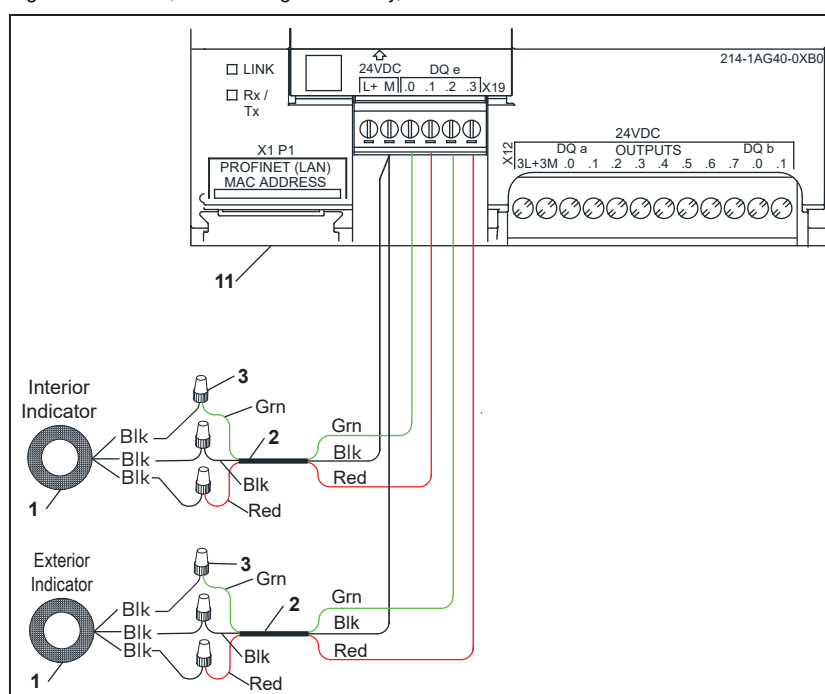 LINK
Rx /
Tx
24VDC
DQ e
L+ M .0 .1 .2 .3 X19
214-1AG40-0XB0
X1 P1
PROFINET (LAN)
MAC ADDRESS
X12
24VDC
DQ a OUTPUTS DQ b
3L+3M .0 .1 .2 .3 .4 .5 .6 .7 .0 .1
11
Interior
Indicator
3
Grn
Blk
Blk
Blk
2
Grn
Blk
Red
Blk
Red
1
Exterior
Indicator
3
Grn
Blk
Blk
Blk
2
Grn
Blk
Red
Blk
Red
1